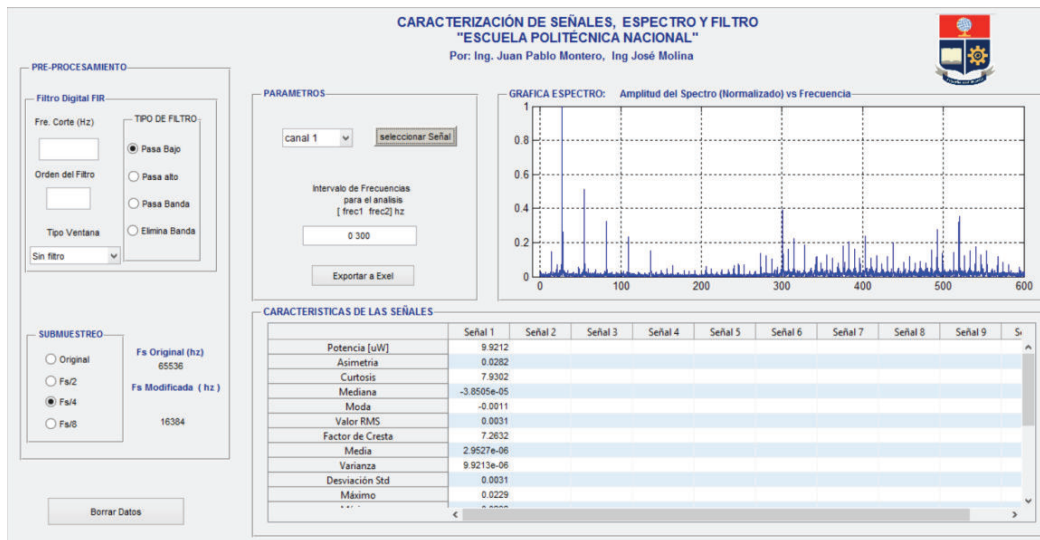 CARACTERIZACIÓN DE SEÑALES, ESPECTRO Y FILTRO
"ESCUELA POLITÉCNICA NACIONAL"
Por: Ing. Juan Pablo Montero, Ing José Molina
PRE-PROCESAMIENTO
Filtro Digital FIR
Fre. Corte (Hz)
Orden del Filtro
Tipo Ventana
Sin filtro
TIPO DE FILTRO
Pasa Bajo
Pasa alto
Pasa Banda
Elimina Banda
SUBMUESTREO
Original
Fs/2
Fs/4
Fs/8
Fs Original (hz)
65536
Fs Modificada ( hz )
16384
Borrar Datos
PARAMETROS
canal 1
seleccionar Señal
Intervalo de Frecuencias
para el analisis
[ frec1 frec2] hz
0 300
Exportar a Exel
GRAFICA ESPECTRO: Amplitud del Spectro (Normalizado) vs Frecuencia
1
0.8
0.6
0.4
0.2
0
0 100 200 300 400 500 600
CARACTERISTICAS DE LAS SEÑALES
Señal 1 Señal 2 Señal 3 Señal 4 Señal 5 Señal 6 Señal 7 Señal 8 Señal 9
Potencia [uW] 9.9212
Asimetria 0.0282
Curtosis 7.9302
Mediana -3.8505e-05
Moda -0.0011
Valor RMS 0.0031
Factor de Cresta 7.2632
Media 2.9527e-06
Varianza 9.9213e-06
Desviación Std 0.0031
Máximo 0.0229